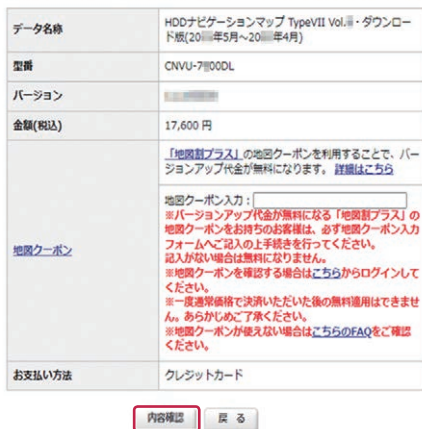 データ名称
HDDナビゲーションマップ TypeVII Vol.・ダウンロー
ド版(20 年5月～20 年4月)
型番
CNVU-7 00DL
バージョン
金額(税込)
17,600 円
「地図割プラス」の地図クーポンを利用することで、バー
ジョンアップ代金が無料になります。 詳細はこちら
地図クーポン
地図クーポン入力：
※バージョンアップ代金が無料になる「地図割プラス」の
地図クーポンをお持ちのお客様は、必ず地図クーポン入力
フォームへご記入の上手続きを行ってください。
記入がない場合は無料になりません。
※地図クーポンを確認する場合はこちらからログインして
ください。
※一度通常価格で決済いただいた後の無料適用はできませ
ん。あらかじめご了承ください。
※地図クーポンが使えない場合はこちらのFAQをご確認
ください。
お支払い方法
クレジットカード
内容確認
戻 る